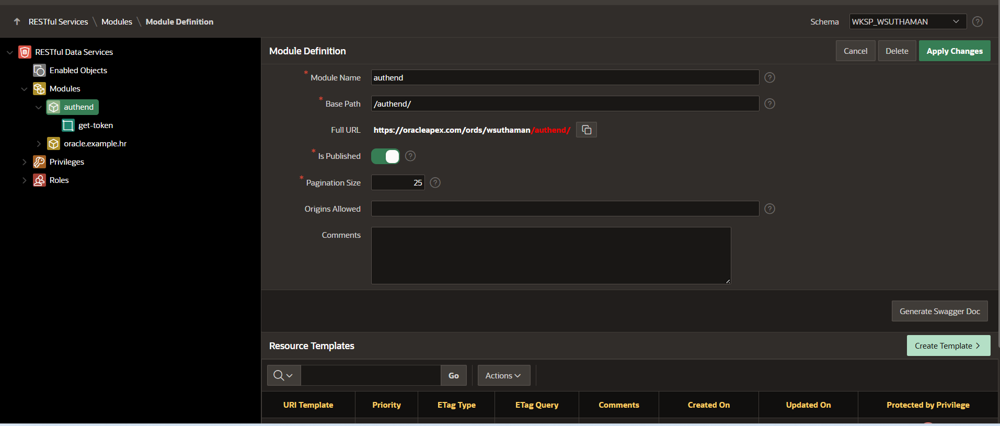 RESTful Services \ Modules \ Module Definition
Schema WKSP_WSUTHAMAN
RESTful Data Services
Enabled Objects
Modules
authend
get-token
oracle.example.hr
Privileges
Roles
Module Definition
Cancel Delete Apply Changes
* Module Name authend
* Base Path /authend/
Full URL https://oracleapex.com/ords/wsuthaman/authend/
* Is Published
* Pagination Size 25
Origins Allowed
Comments
Generate Swagger Doc
Resource Templates
Create Template
Go Actions
URI Template Priority ETag Type ETag Query Comments Created On Updated On Protected by Privilege